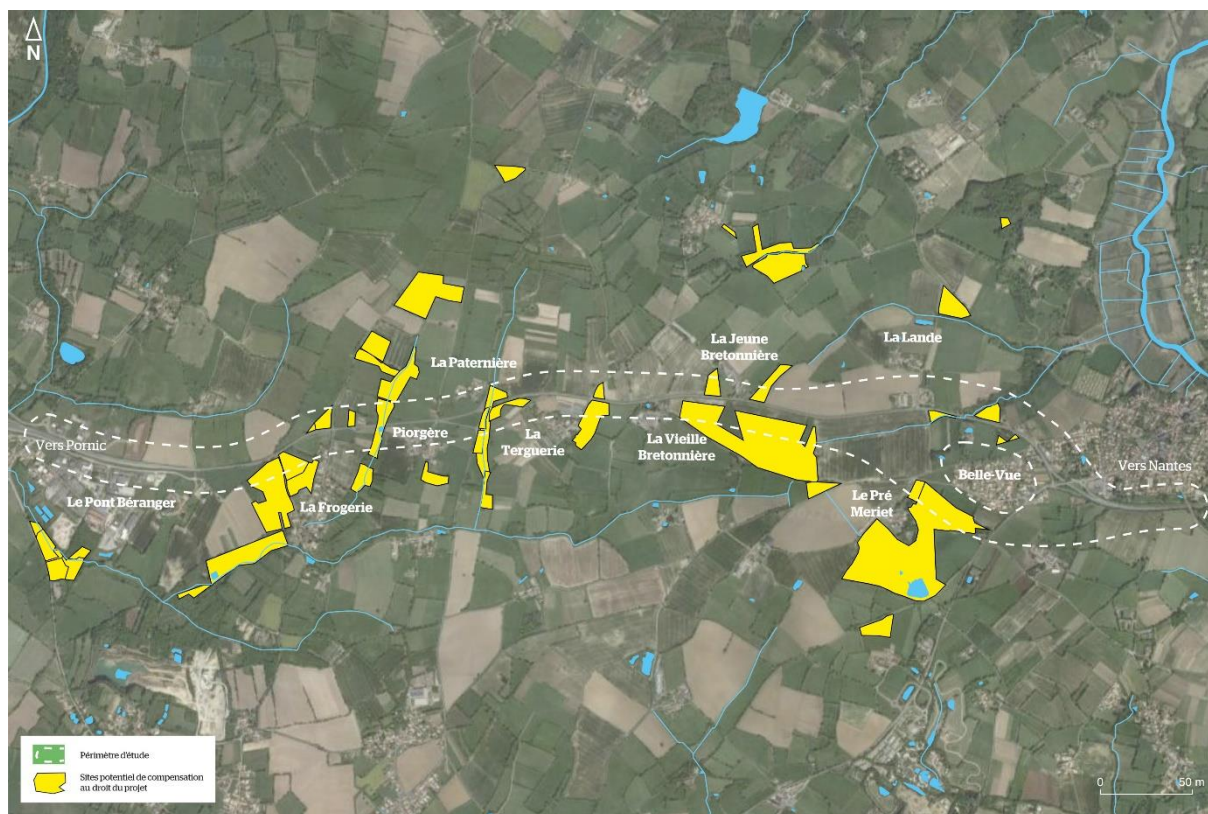 N
La Jeune
Bretonnière
La Lande
La Paternière
Piorgère
La
Terguerie
La Vieille
Bretonnière
Vers Pornic
Belle-Vue
Vers Nantes
Le Pont Béranger
La Frogerie
Le Pré
Meriet
Périmètre d'étude
Sites potentiel de compensation
au droit du projet
0 50 m